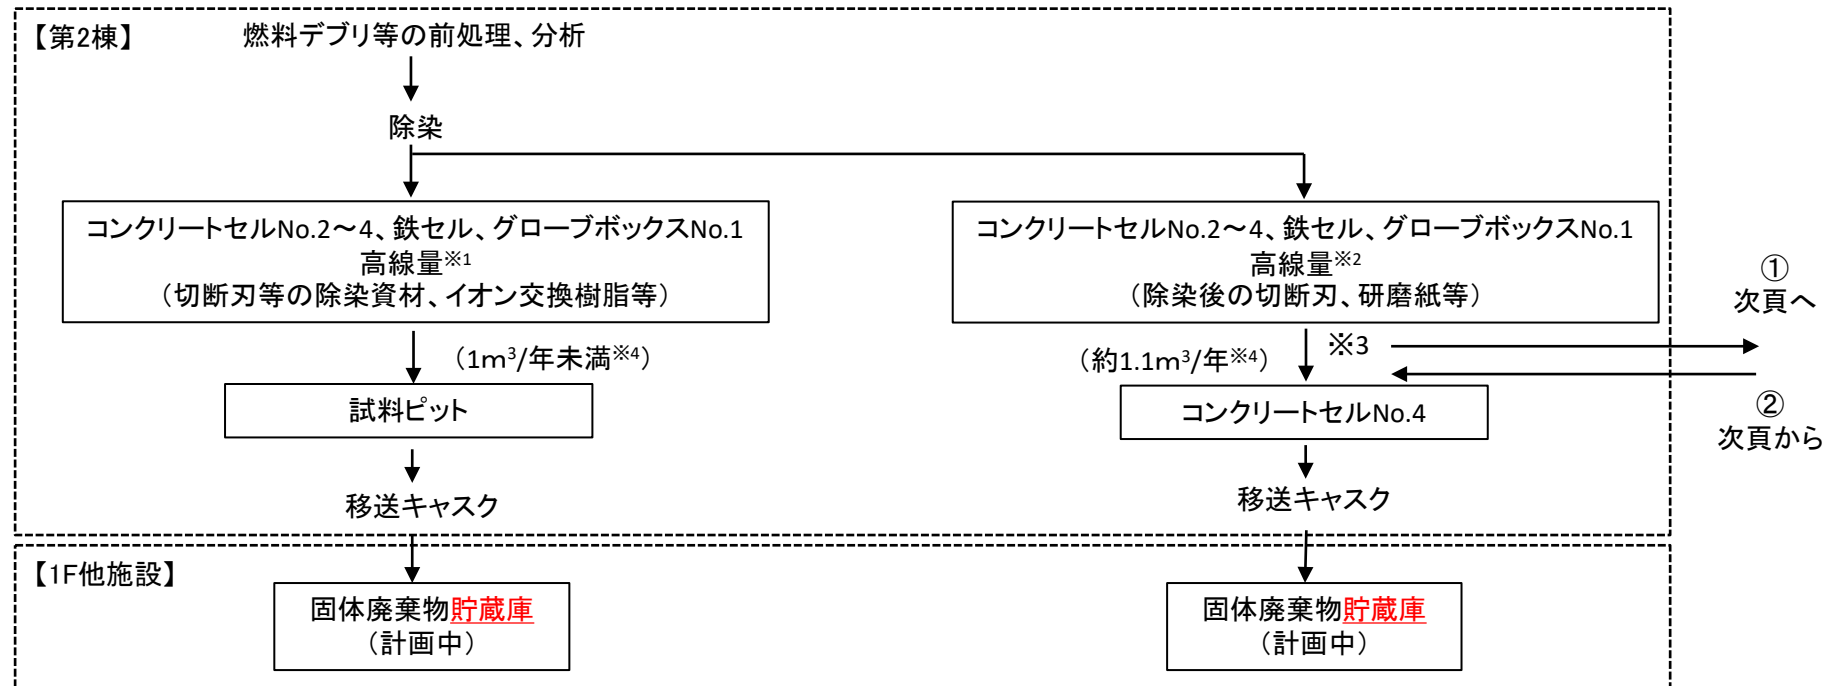 【第2棟】
燃料デブリ等の前処理、分析
除染
コンクリートセルNo.2～4、鉄セル、グローブボックスNo.1
高線量※1
（切断刃等の除染資材、イオン交換樹脂等）
コンクリートセルNo.2～4、鉄セル、グローブボックスNo.1
高線量※2
（除染後の切断刃、研磨紙等）
①
次頁へ
（1m³/年未満※4）
（約1.1m³/年※4）
※3
試料ピット
コンクリートセルNo.4
②
次頁から
移送キャスク
移送キャスク
【1F他施設】
固体廃棄物貯蔵庫
（計画中）
固体廃棄物貯蔵庫
（計画中）